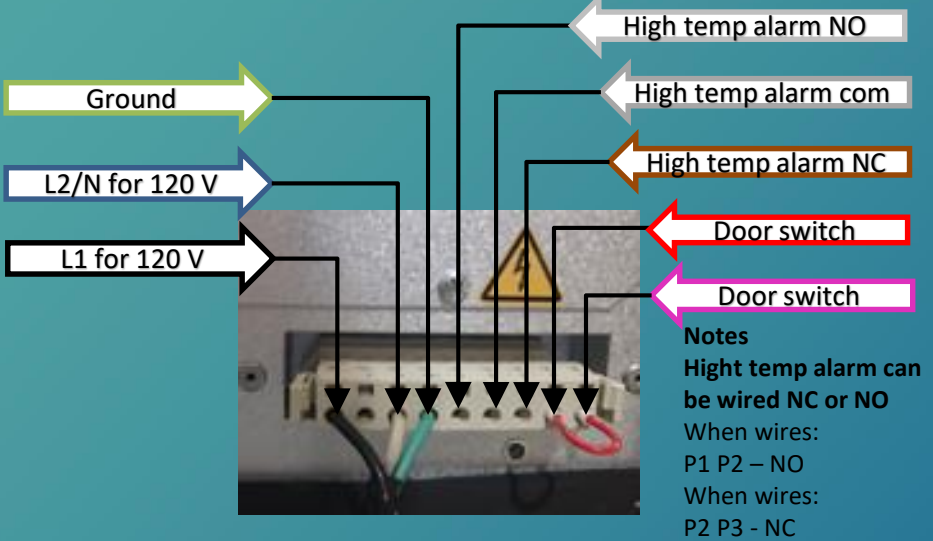 High temp alarm NO
Ground
High temp alarm com
L2/N for 120 V
High temp alarm NC
L1 for 120 V
Door switch
Door switch
Notes
Hight temp alarm can
be wired NC or NO
When wires:
P1 P2 – NO
When wires:
P2 P3 - NC